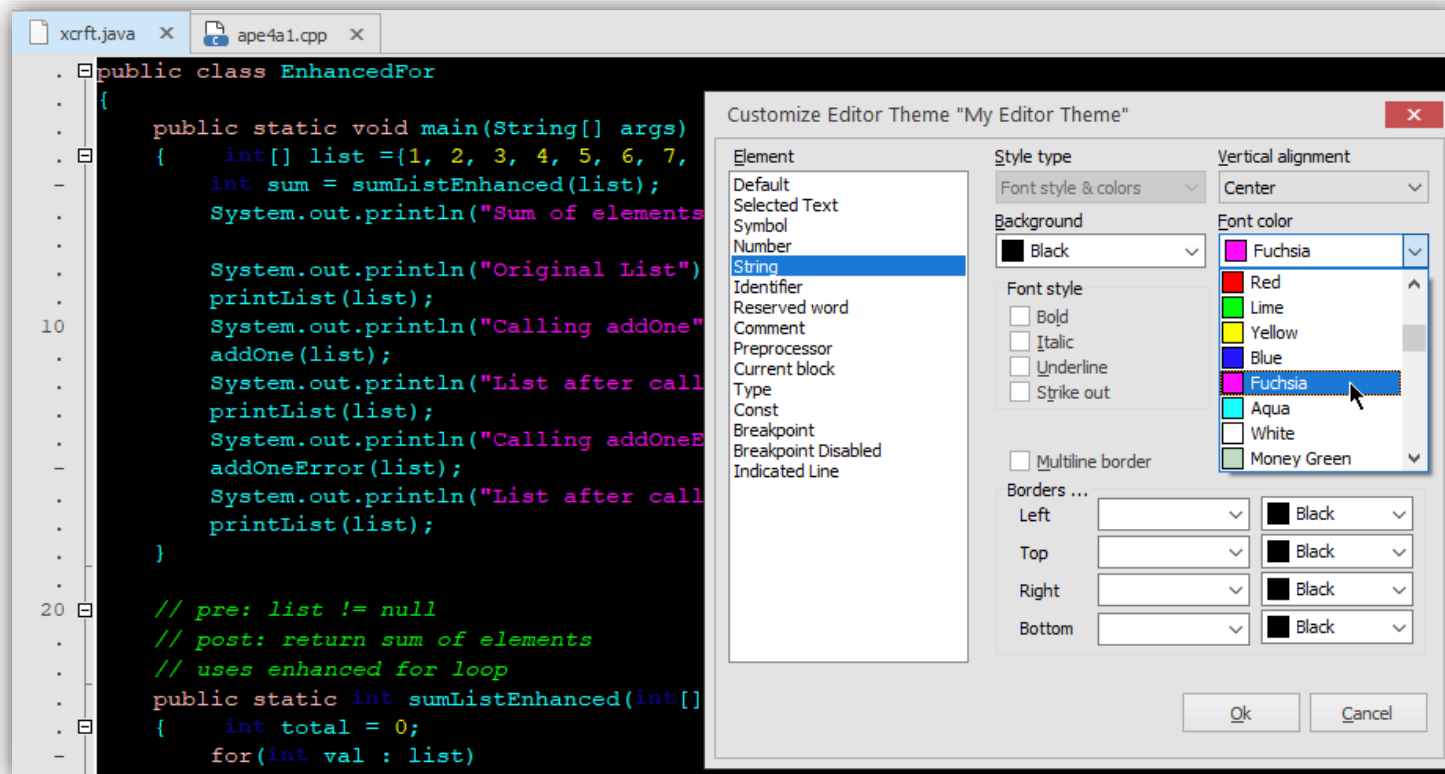 xcrft.java ×
ape4a1.cpp ×
public class EnhancedFor
{
public static void main(String[] args)
{ int[] list ={1, 2, 3, 4, 5, 6, 7,
int sum = sumListEnhanced(list);
System.out.println("Sum of elements
System.out.println("Original List")
printList(list);
10 System.out.println("Calling addOne"
addOne(list);
System.out.println("List after call
printList(list);
System.out.println("Calling addOneE
addOneError(list);
System.out.println("List after call
printList(list);
}
20 // pre: list != null
// post: return sum of elements
// uses enhanced for loop
public static int sumListEnhanced(int[]
{ int total = 0;
for(int val : list)
Customize Editor Theme "My Editor Theme"
Element
Default
Selected Text
Symbol
Number
String
Identifier
Reserved word
Comment
Preprocessor
Current block
Type
Const
Breakpoint
Breakpoint Disabled
Indicated Line
Style type
Font style & colors
Vertical alignment
Center
Background
Black
Font color
Fuchsia
Red
Lime
Yellow
Blue
Fuchsia
Aqua
White
Money Green
Font style
Bold
Italic
Underline
Strike out
Multiline border
Borders ...
Left
Black
Top
Black
Right
Black
Bottom
Black
Ok
Cancel